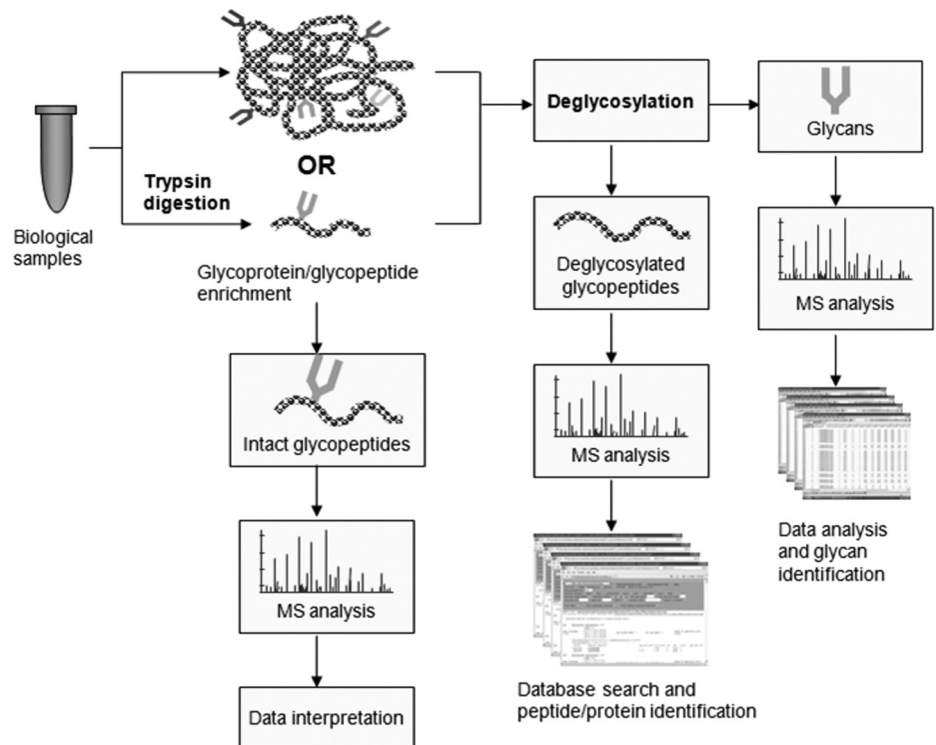 Biological
samples
Trypsin
digestion
OR
Glycoprotein/glycopeptide
enrichment
Intact glycopeptides
MS analysis
Data interpretation
Deglycosylation
Deglycosylated
glycopeptides
MS analysis
Database search and
peptide/protein identification
Glycans
MS analysis
Data analysis
and glycan
identification